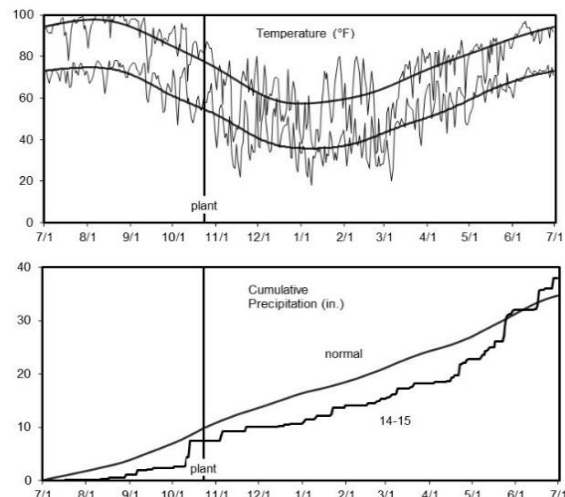 Temperature (°F)
100
80
60
40
20
0
plant
7/1 8/1 9/1 10/1 11/1 12/1 1/1 2/1 3/1 4/1 5/1 6/1 7/1
40
Cumulative
Precipitation (in.)
30
normal
20
10
14-15
0
plant
7/1 8/1 9/1 10/1 11/1 12/1 1/1 2/1 3/1 4/1 5/1 6/1 7/1